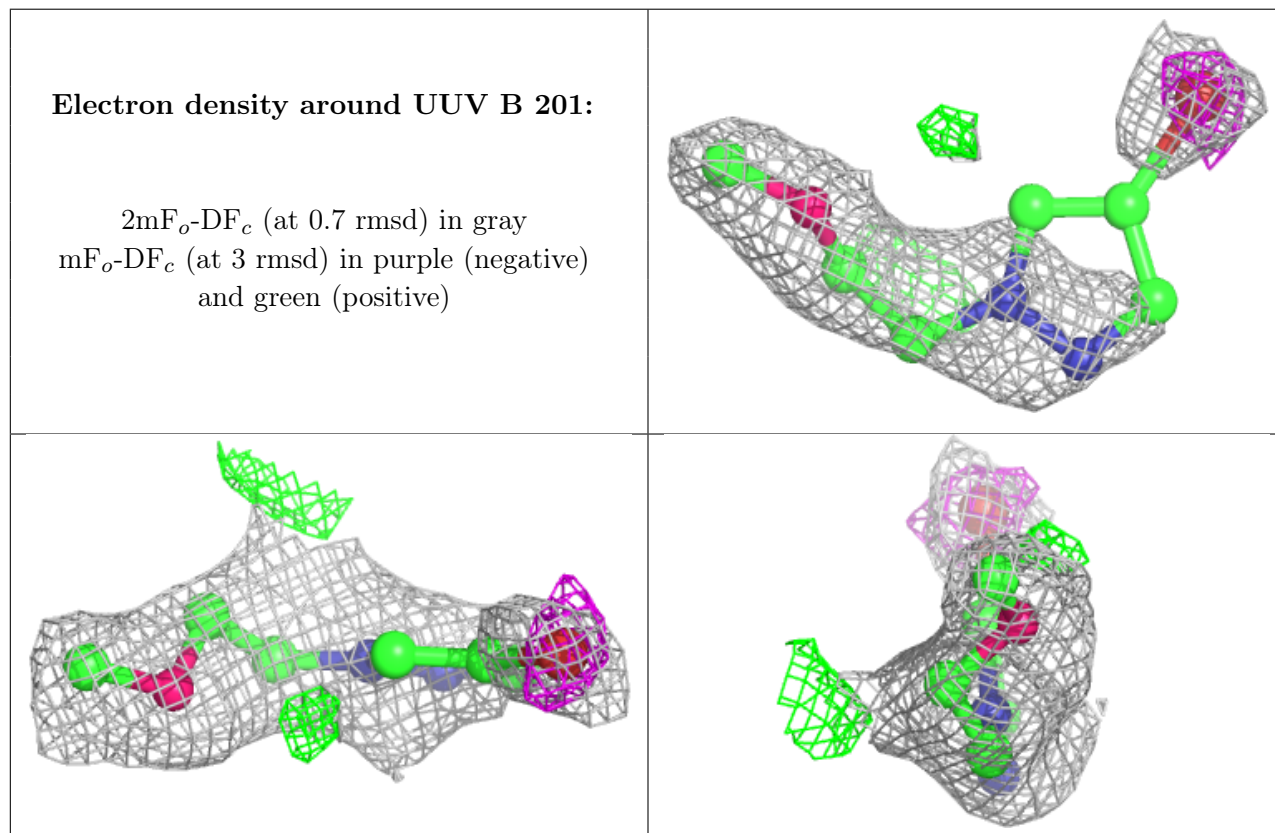 Electron density around UUV B 201:
2mFo-DFc (at 0.7 rmsd) in gray
mFo-DFc (at 3 rmsd) in purple (negative)
and green (positive)